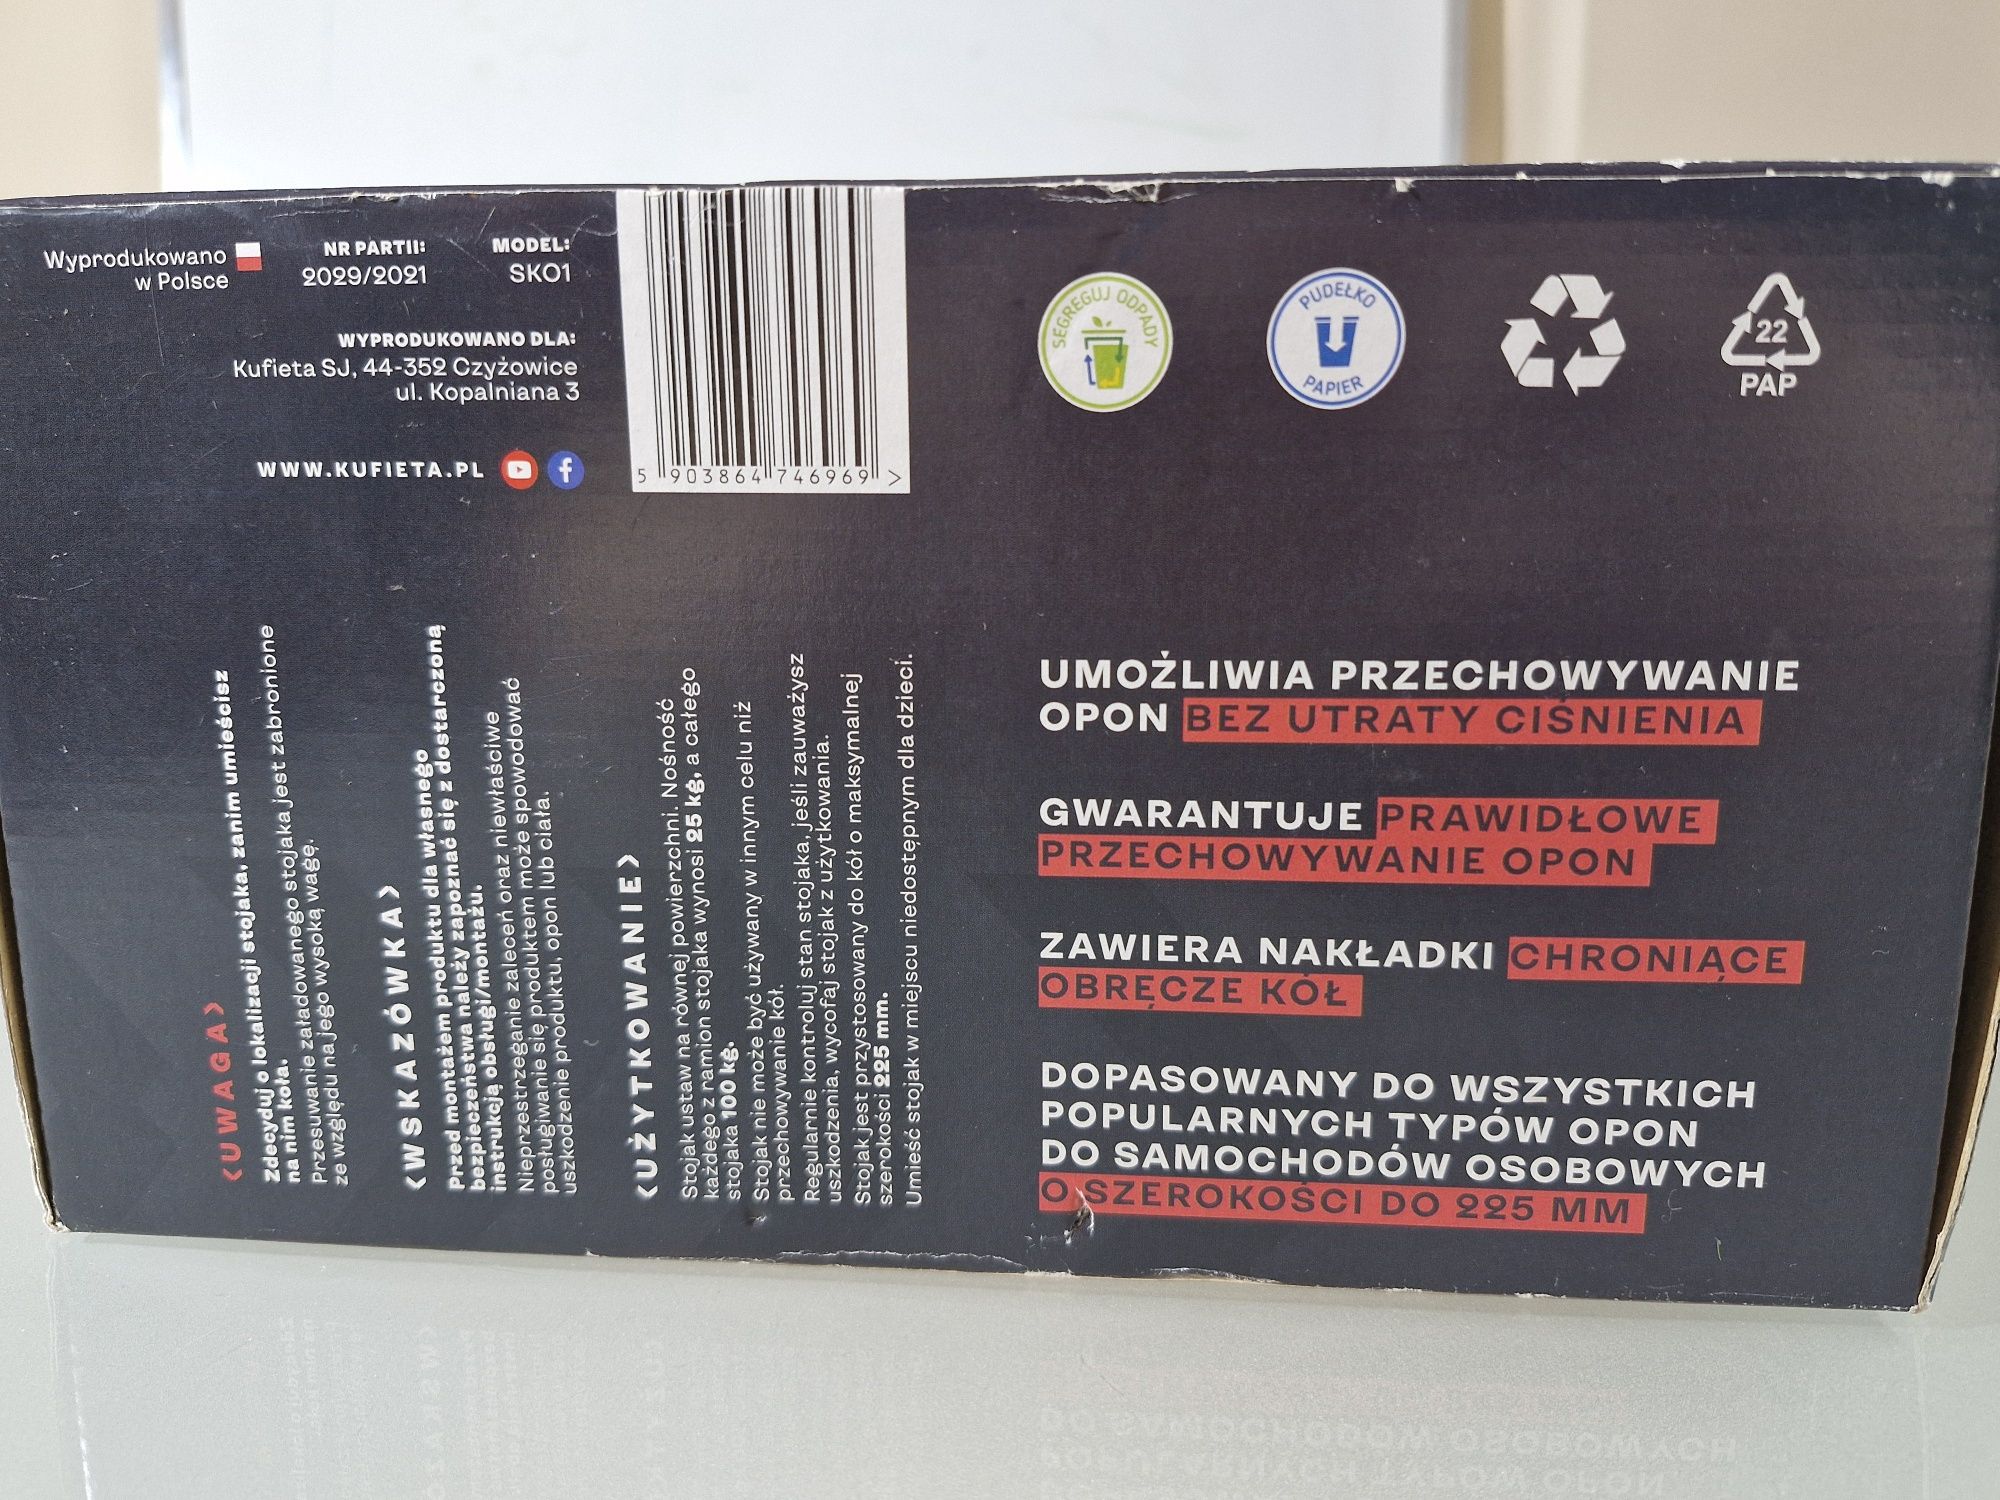 Wyprodukowano
w Polsce
NR PARTII:
2029/2021
MODEL:
SKO1
WYPRODUKOWANO DLA:
Kufieta SJ, 44-352 Czyżowice
ul. Kopalniana 3
WWW.KUFIETA.PL
5 903864 746969 >
SEGREGUJ ODPADY
PUDEŁKO
PAPIER
22
PAP
<UWAGA>
Zdecyduj o lokalizacji stojaka, zanim umieścisz
na nim koła.
Przesuwanie załadowanego stojaka jest zabronione
ze względu na jego wysoką wagę.
<WSKAZÓWKA>
Przed montażem produktu dla własnego
bezpieczeństwa należy zapoznać się z dostarczoną
instrukcją obsługi/montażu.
Nieprzestrzeganie zaleceń oraz niewłaściwe
posługiwanie się produktem może spowodować
uszkodzenie produktu, opon lub ciała.
<UŻYTKOWANIE>
Stojak ustaw na równej powierzchni. Nośność
każdego z ramion stojaka wynosi 25 kg, a całego
stojaka 100 kg.
Stojak nie może być używany w innym celu niż
przechowywanie kół.
Regularnie kontroluj stan stojaka, jeśli zauważysz
uszkodzenia, wycofaj stojak z użytkowania.
Stojak jest przystosowany do kół o maksymalnej
szerokości 225 mm.
Umieść stojak w miejscu niedostępnym dla dzieci.
UMOŻLIWIA PRZECHOWYWANIE
OPON BEZ UTRATY CIŚNIENIA
GWARANTUJE PRAWIDŁOWE
PRZECHOWYWANIE OPON
ZAWIERA NAKŁADKI CHRONIĄCE
OBRĘCZE KÓŁ
DOPASOWANY DO WSZYSTKICH
POPULARNYCH TYPÓW OPON
DO SAMOCHODÓW OSOBOWYCH
O SZEROKOŚCI DO 225 MM